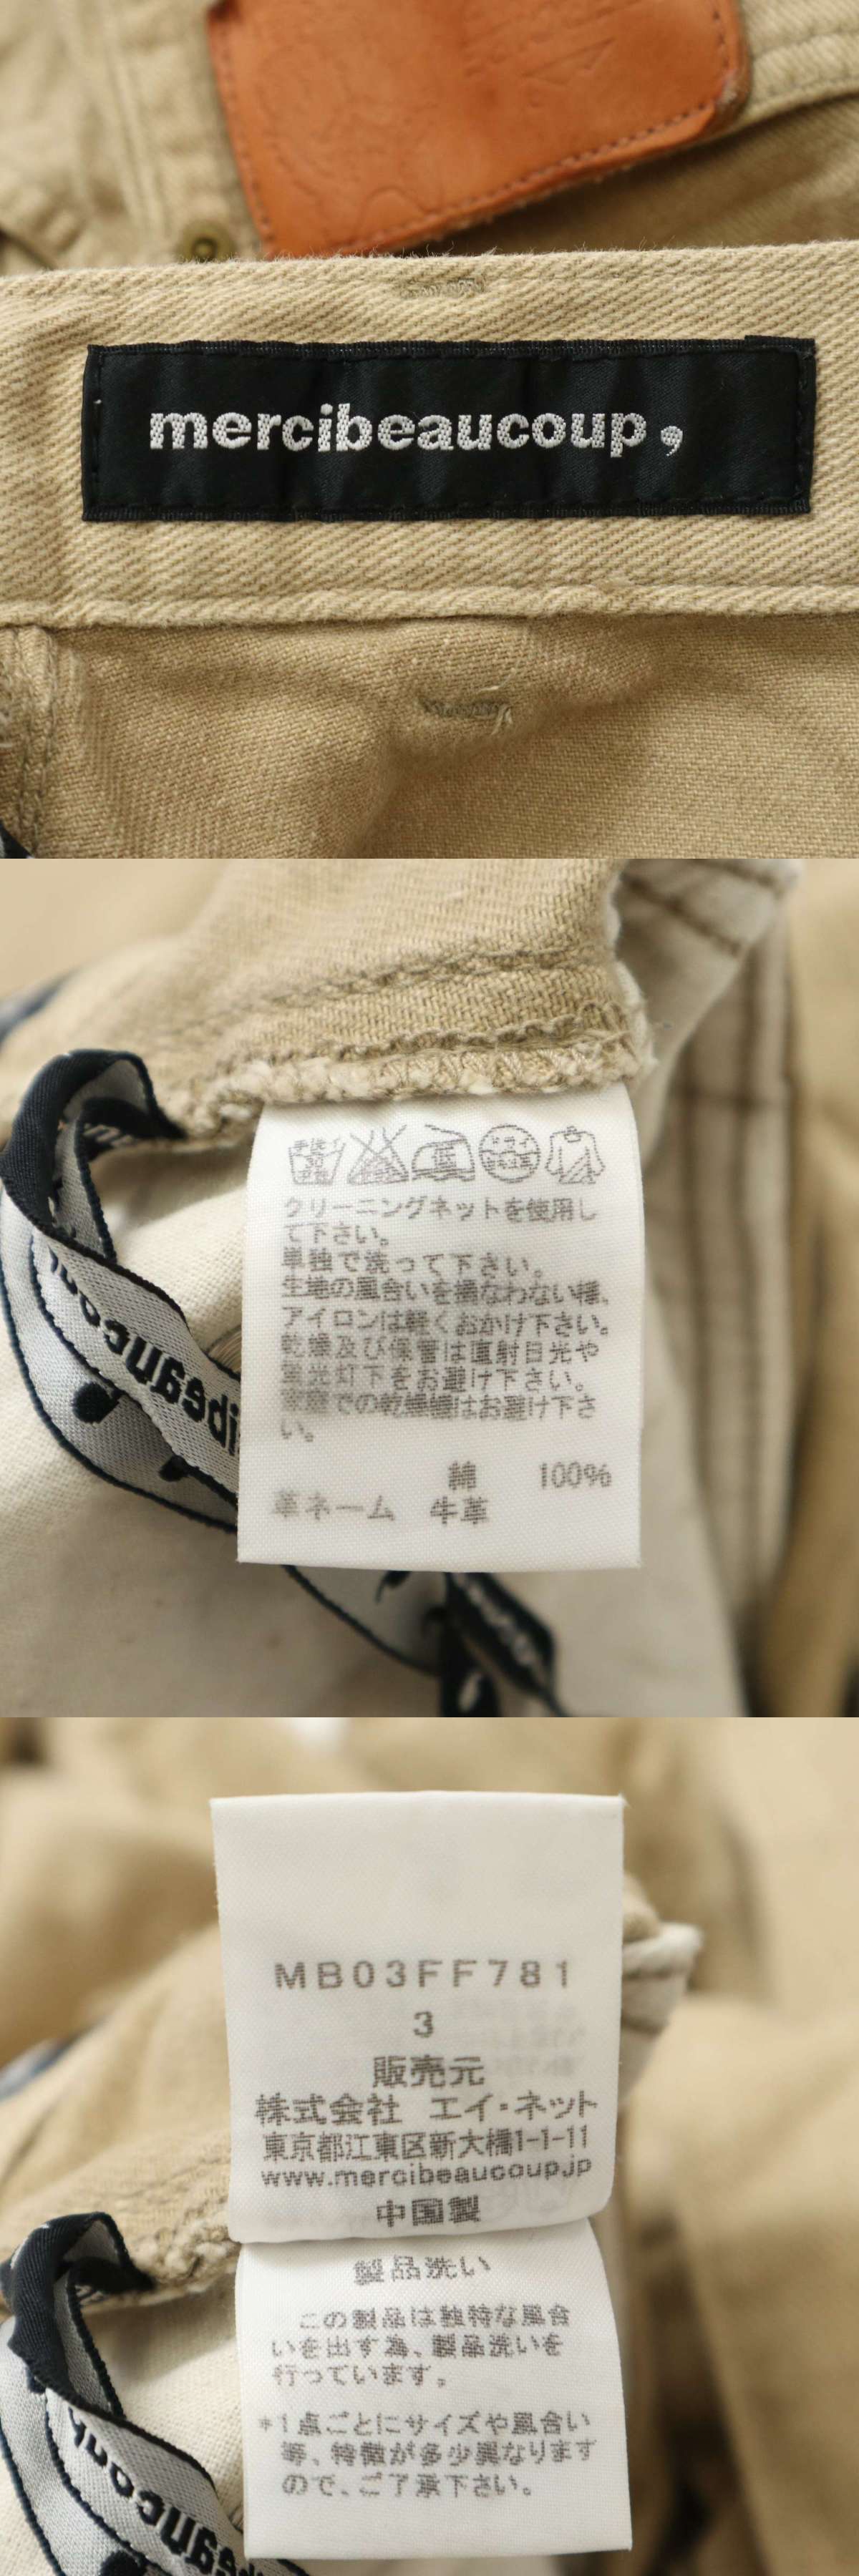 mercibeaucoup,
クリーニングネットを使用し
て下さい。
単独で洗って下さい。
生地の風合いを損なわない様、
アイロンは軽くおかけ下さい。
乾燥及び保管は直射日光や
蛍光灯下をお避け下さい。
家庭での乾燥機はお避け下さ
い。
綿 100%
革ネーム 牛革
ibeaucou
MB03FF781
3
販売元
株式会社 エイ・ネット
東京都江東区新大橋1-1-11
www.mercibeaucoup.jp
中国製
製品洗い
この製品は独特な風合
いを出す為、製品洗いを
行っています。
*1点ごとにサイズや風合い
等、特徴が多少異なります
ので、ご了承下さい。
beaucou